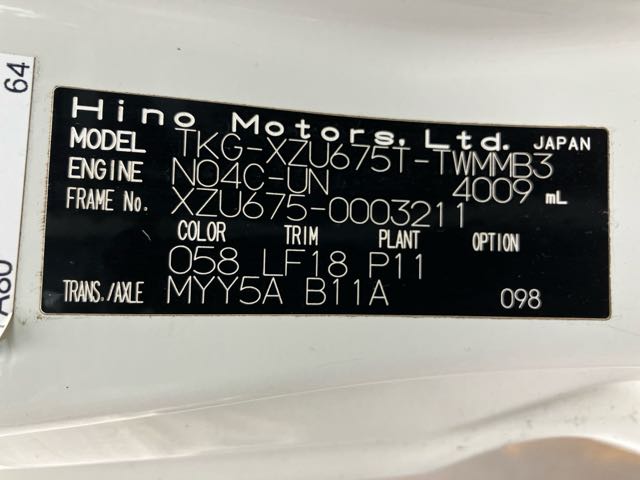 64
Hino Motors, Ltd. JAPAN
MODEL TKG-XZU675T-TWMMB3
ENGINE N04C-UN 4009 mL
FRAME No. XZU675-0003211
COLOR TRIM PLANT OPTION
058 LF18 P11
TRANS./AXLE MYY5A B11A 098